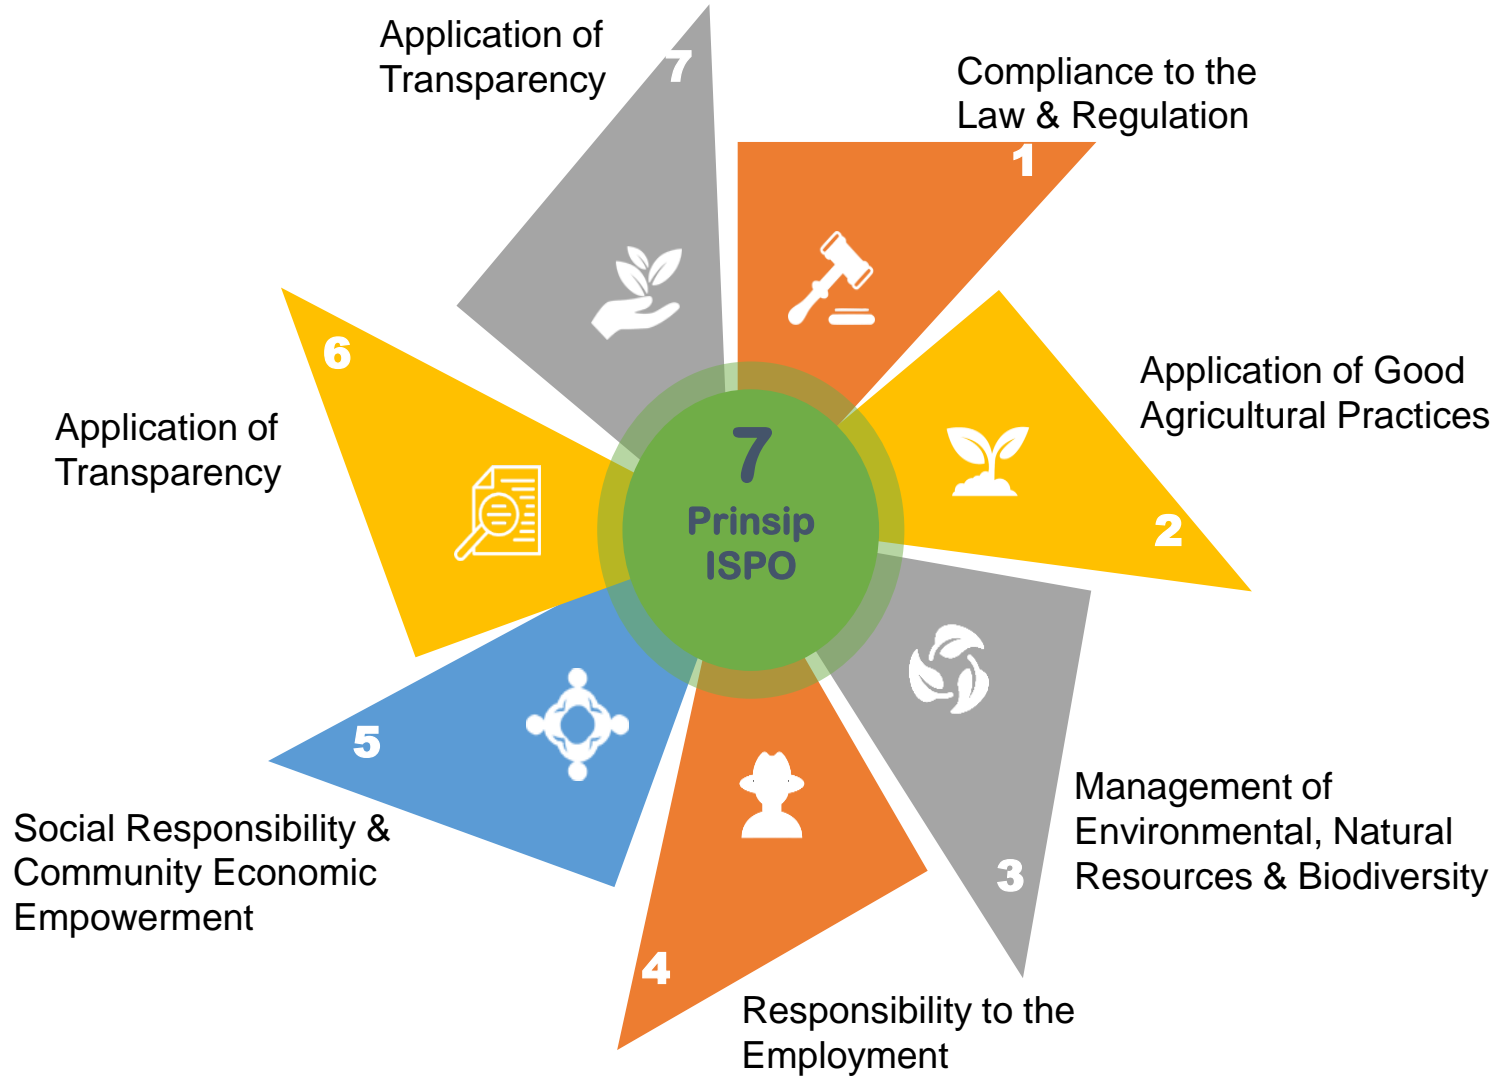 7
Prinsip
ISPO
1
Compliance to the
Law & Regulation
2
Application of Good
Agricultural Practices
3
Management of
Environmental, Natural
Resources & Biodiversity
4
Responsibility to the
Employment
5
Social Responsibility &
Community Economic
Empowerment
6
Application of
Transparency
7
Application of
Transparency